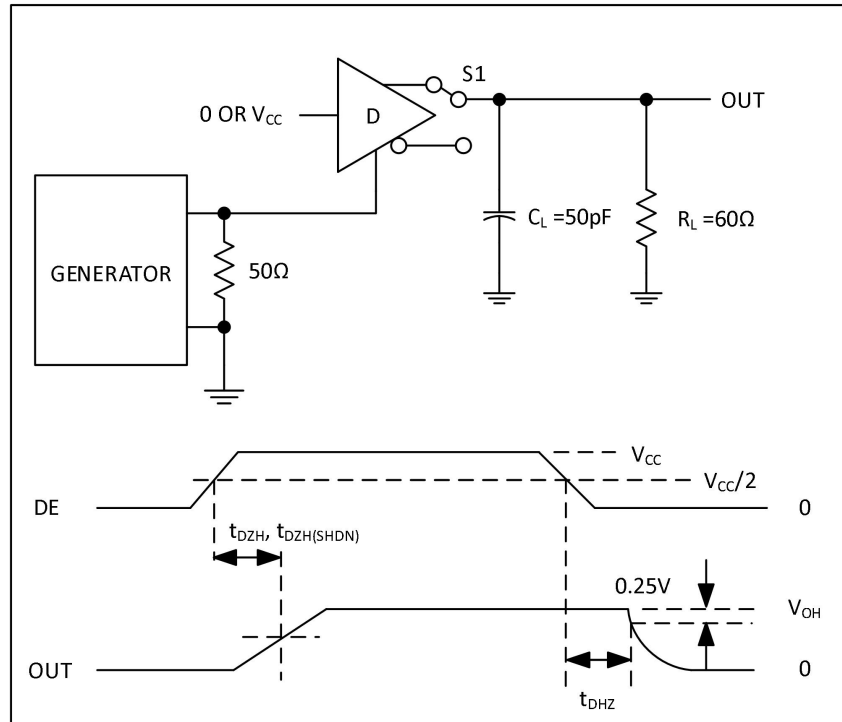 S1
0 OR V_CC
D
OUT
C_L =50pF
R_L =60Ω
GENERATOR
50Ω
V_CC
V_CC/2
DE
0
t_DZH, t_DZH(SHDN)
0.25V
V_OH
OUT
0
t_DHZ